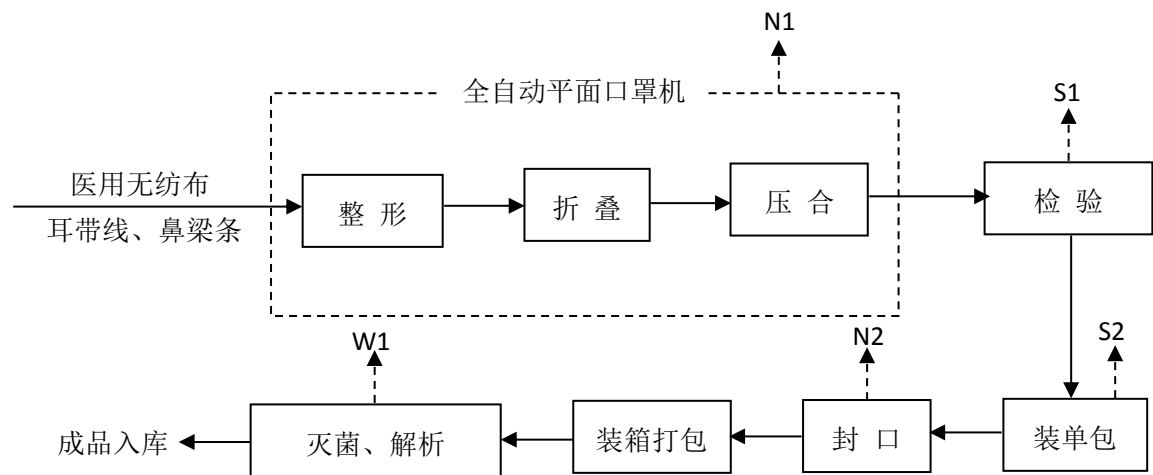 N1
全自动平面口罩机
S1
医用无纺布
耳带线、鼻梁条
整 形
折 叠
压 合
检 验
W1
N2
S2
成品入库
灭菌、解析
装箱打包
封 口
装单包